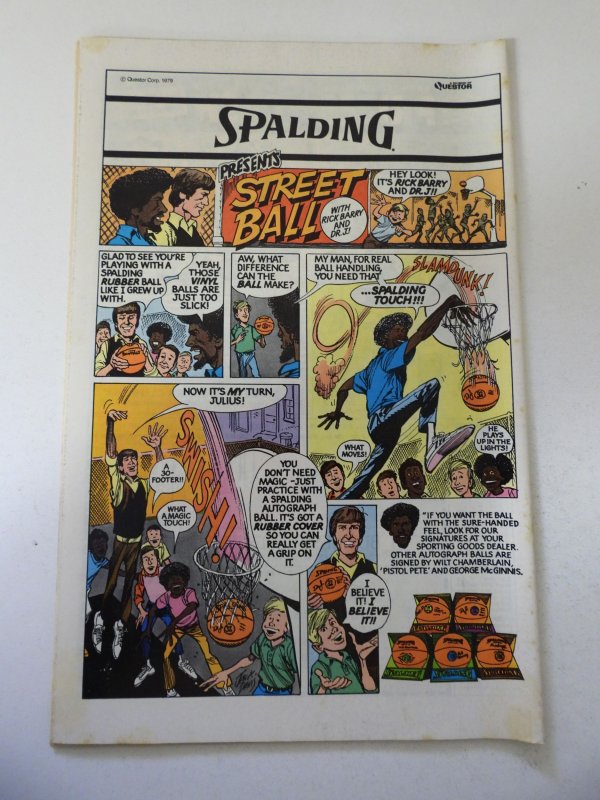 © Questor Corp. 1979
QUESTOR
SPALDING
PRESENTS
STREET
BALL
WITH
RICK BARRY
AND
DR. J!
HEY LOOK!
IT'S RICK BARRY
AND DR. J!!
GLAD TO SEE YOU'RE
PLAYING WITH A
SPALDING
RUBBER BALL
LIKE I GREW UP
WITH.
YEAH,
THOSE
VINYL
BALLS ARE
JUST TOO
SLICK!
AW, WHAT
DIFFERENCE
CAN THE
BALL MAKE?
MY MAN, FOR REAL
BALL HANDLING,
YOU NEED THAT
...SPALDING
TOUCH!!!
SLAMDUNK!
WHAT
MOVES!
HE
PLAYS
UP IN THE
LIGHTS!
NOW IT'S MY TURN,
JULIUS!
A
30-
FOOTER!!
WHAT
A MAGIC
TOUCH!
SWISH!
YOU
DON'T NEED
MAGIC -JUST
PRACTICE WITH
A SPALDING
AUTOGRAPH
BALL. IT'S GOT A
RUBBER COVER
SO YOU CAN
REALLY GET
A GRIP ON
IT.
I
BELIEVE
IT! I
BELIEVE
IT!!
"IF YOU WANT THE BALL
WITH THE SURE-HANDED
FEEL, LOOK FOR OUR
SIGNATURES AT YOUR
SPORTING GOODS DEALER.
OTHER AUTOGRAPH BALLS ARE
SIGNED BY WILT CHAMBERLAIN,
'PISTOL PETE' AND GEORGE McGINNIS.